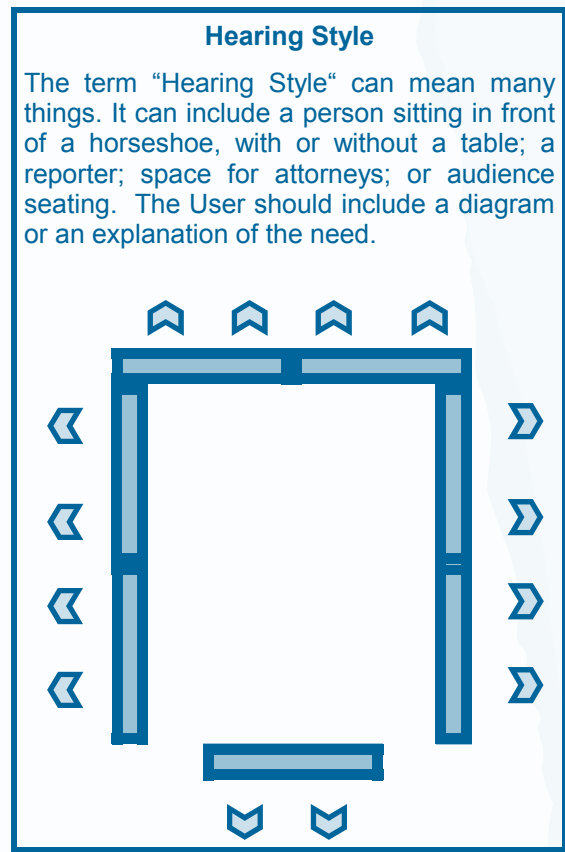 Hearing Style
The term “Hearing Style“ can mean many
things. It can include a person sitting in front
of a horseshoe, with or without a table; a
reporter; space for attorneys; or audience
seating. The User should include a diagram
or an explanation of the need.